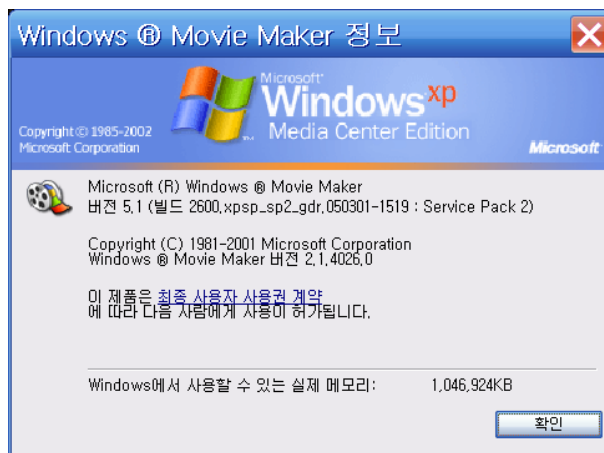 Windows ® Movie Maker 정보
Microsoft®
Windows xp
Media Center Edition
Copyright © 1985-2002
Microsoft Corporation
Microsoft
Microsoft (R) Windows ® Movie Maker
버전 5.1 (빌드 2600.xpsp_sp2_gdr.050301-1519 : Service Pack 2)
Copyright (C) 1981-2001 Microsoft Corporation
Windows ® Movie Maker 버전 2.1.4026.0
이 제품은 최종 사용자 사용권 계약
에 따라 다음 사람에게 사용이 허가됩니다.
Windows에서 사용할 수 있는 실제 메모리: 1,046,924KB
확인